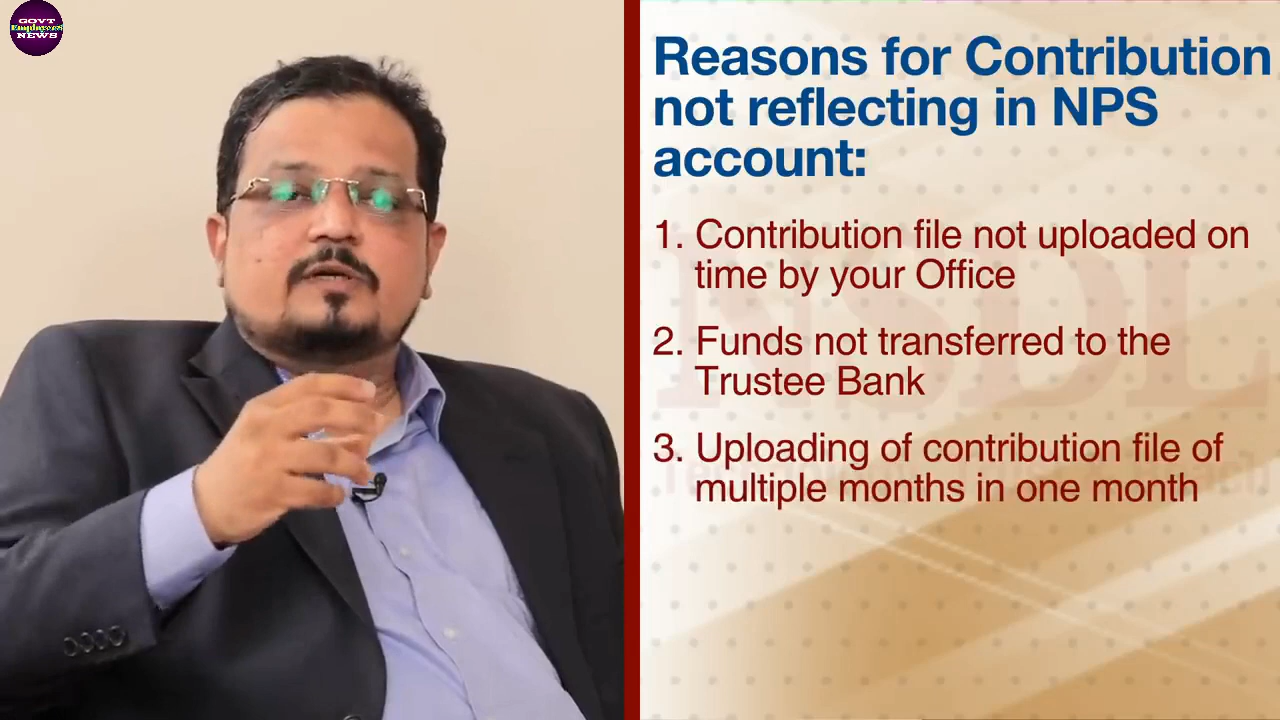 GOVT
Employees
NEWS
Reasons for Contribution
not reflecting in NPS
account:
1. Contribution file not uploaded on
time by your Office
2. Funds not transferred to the
Trustee Bank
3. Uploading of contribution file of
multiple months in one month
NSDL